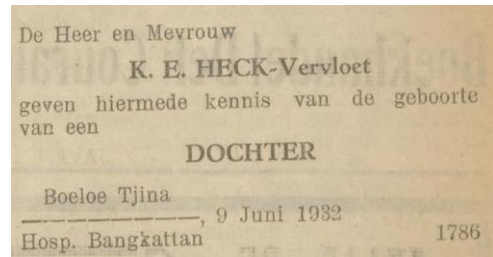 De Heer en Mevrouw
K. E. HECK-Vervloet
geven hiermede kennis van de geboorte
van een
DOCHTER
Boeloe Tjina
——————————, 9 Juni 1932
Hosp. Bangkattan
1786